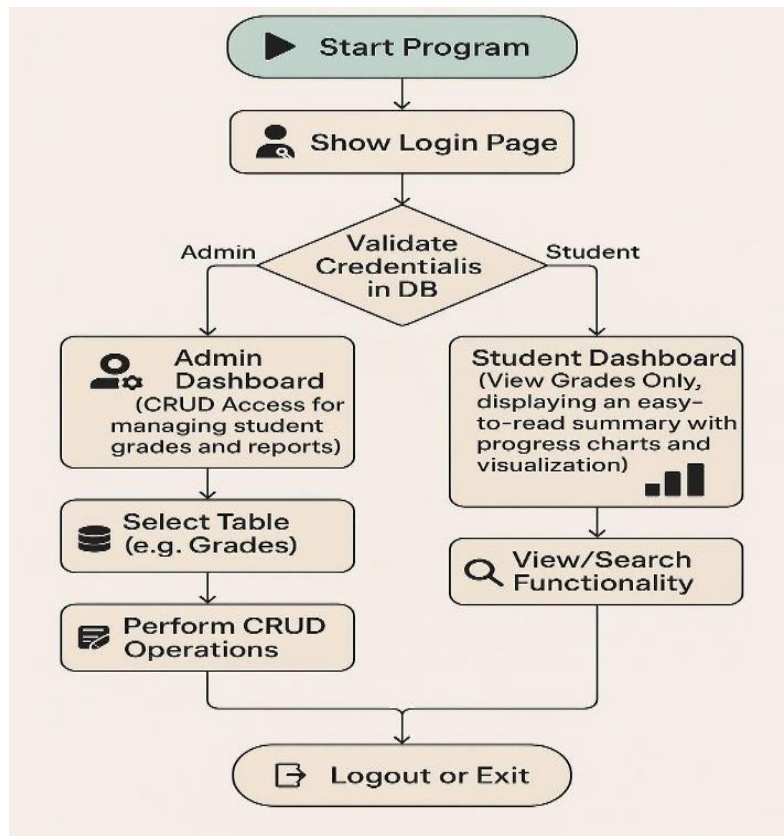 Start Program
Show Login Page
Validate
Credentialis
in DB
Admin
Student
Admin
Dashboard
(CRUD Access for
managing student
grades and reports)
Select Table
(e.g. Grades)
Perform CRUD
Operations
Student Dashboard
(View Grades Only,
displaying an easy-
to-read summary with
progress charts and
visualization)
View/Search
Functionality
Logout or Exit